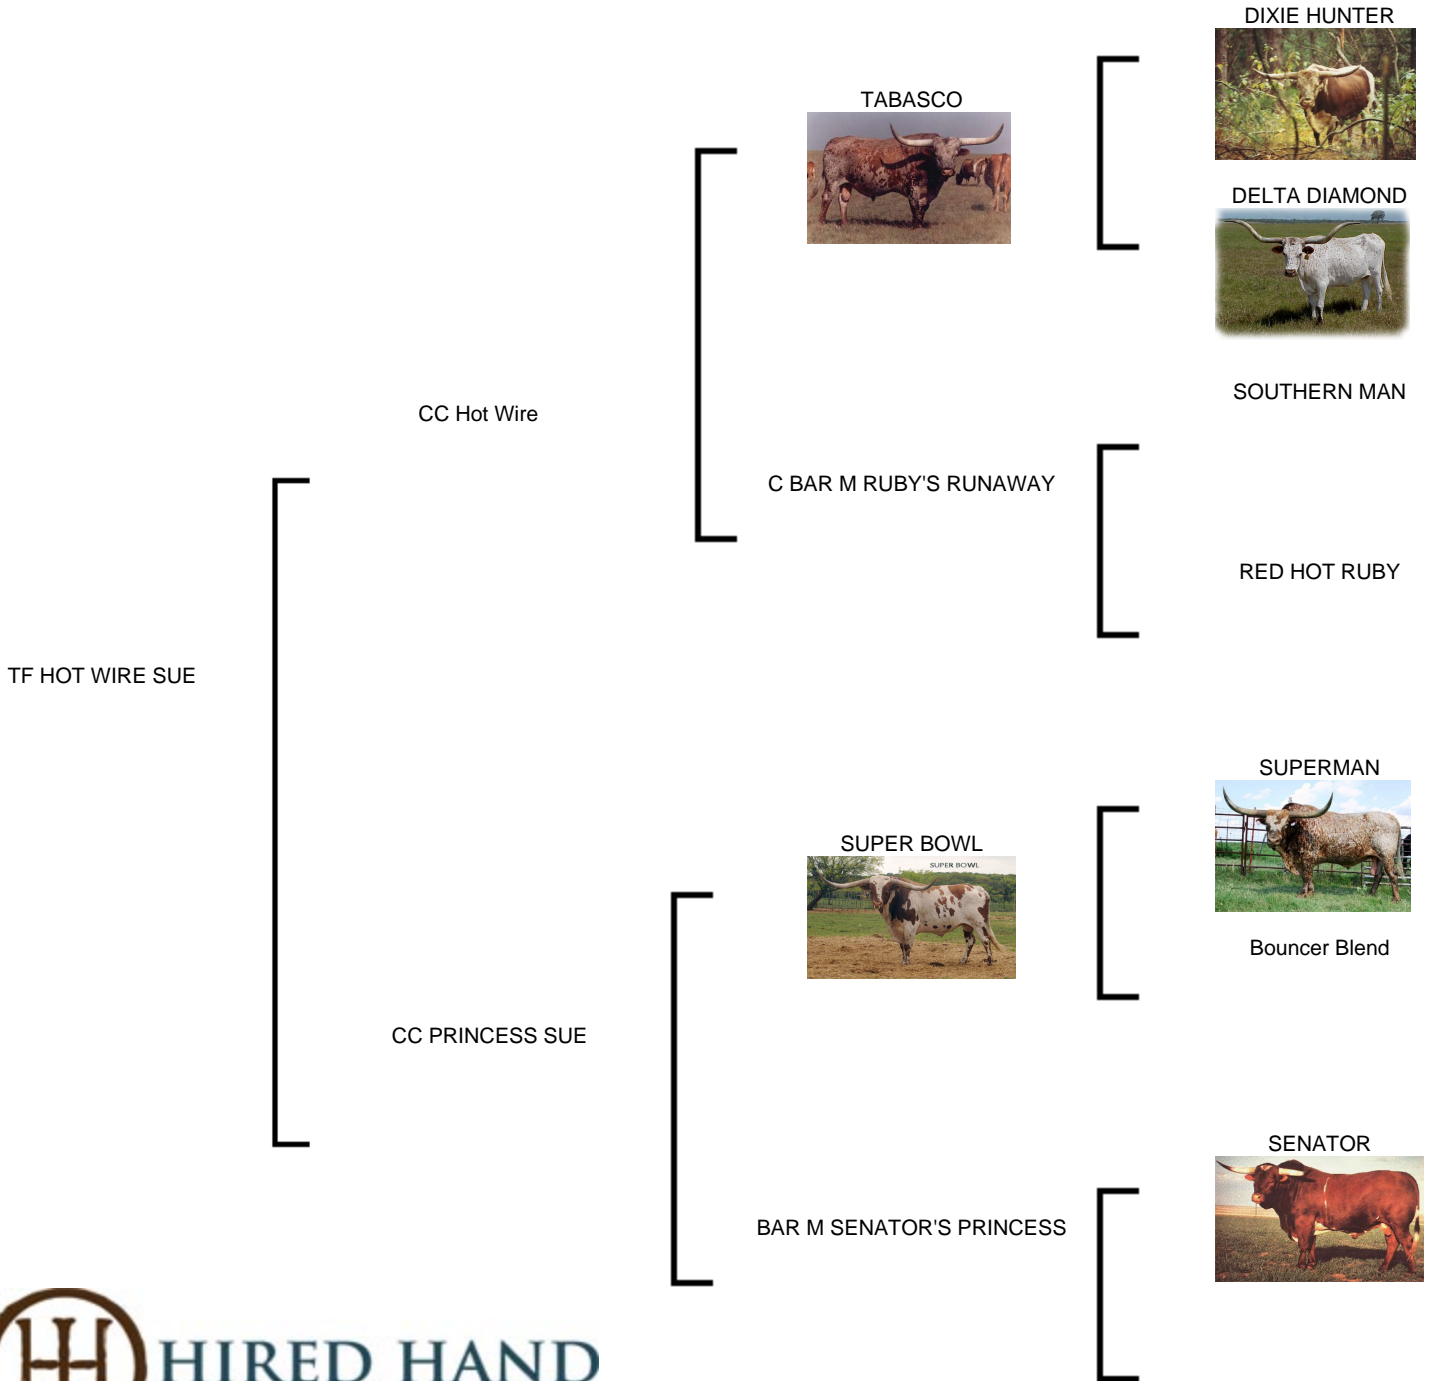 DIXIE HUNTER
TABASCO
DELTA DIAMOND
SOUTHERN MAN
CC Hot Wire
C BAR M RUBY'S RUNAWAY
RED HOT RUBY
TF HOT WIRE SUE
SUPERMAN
SUPER BOWL
SUPER BOWL
Bouncer Blend
CC PRINCESS SUE
SENATOR
BAR M SENATOR'S PRINCESS
HIRED HAND